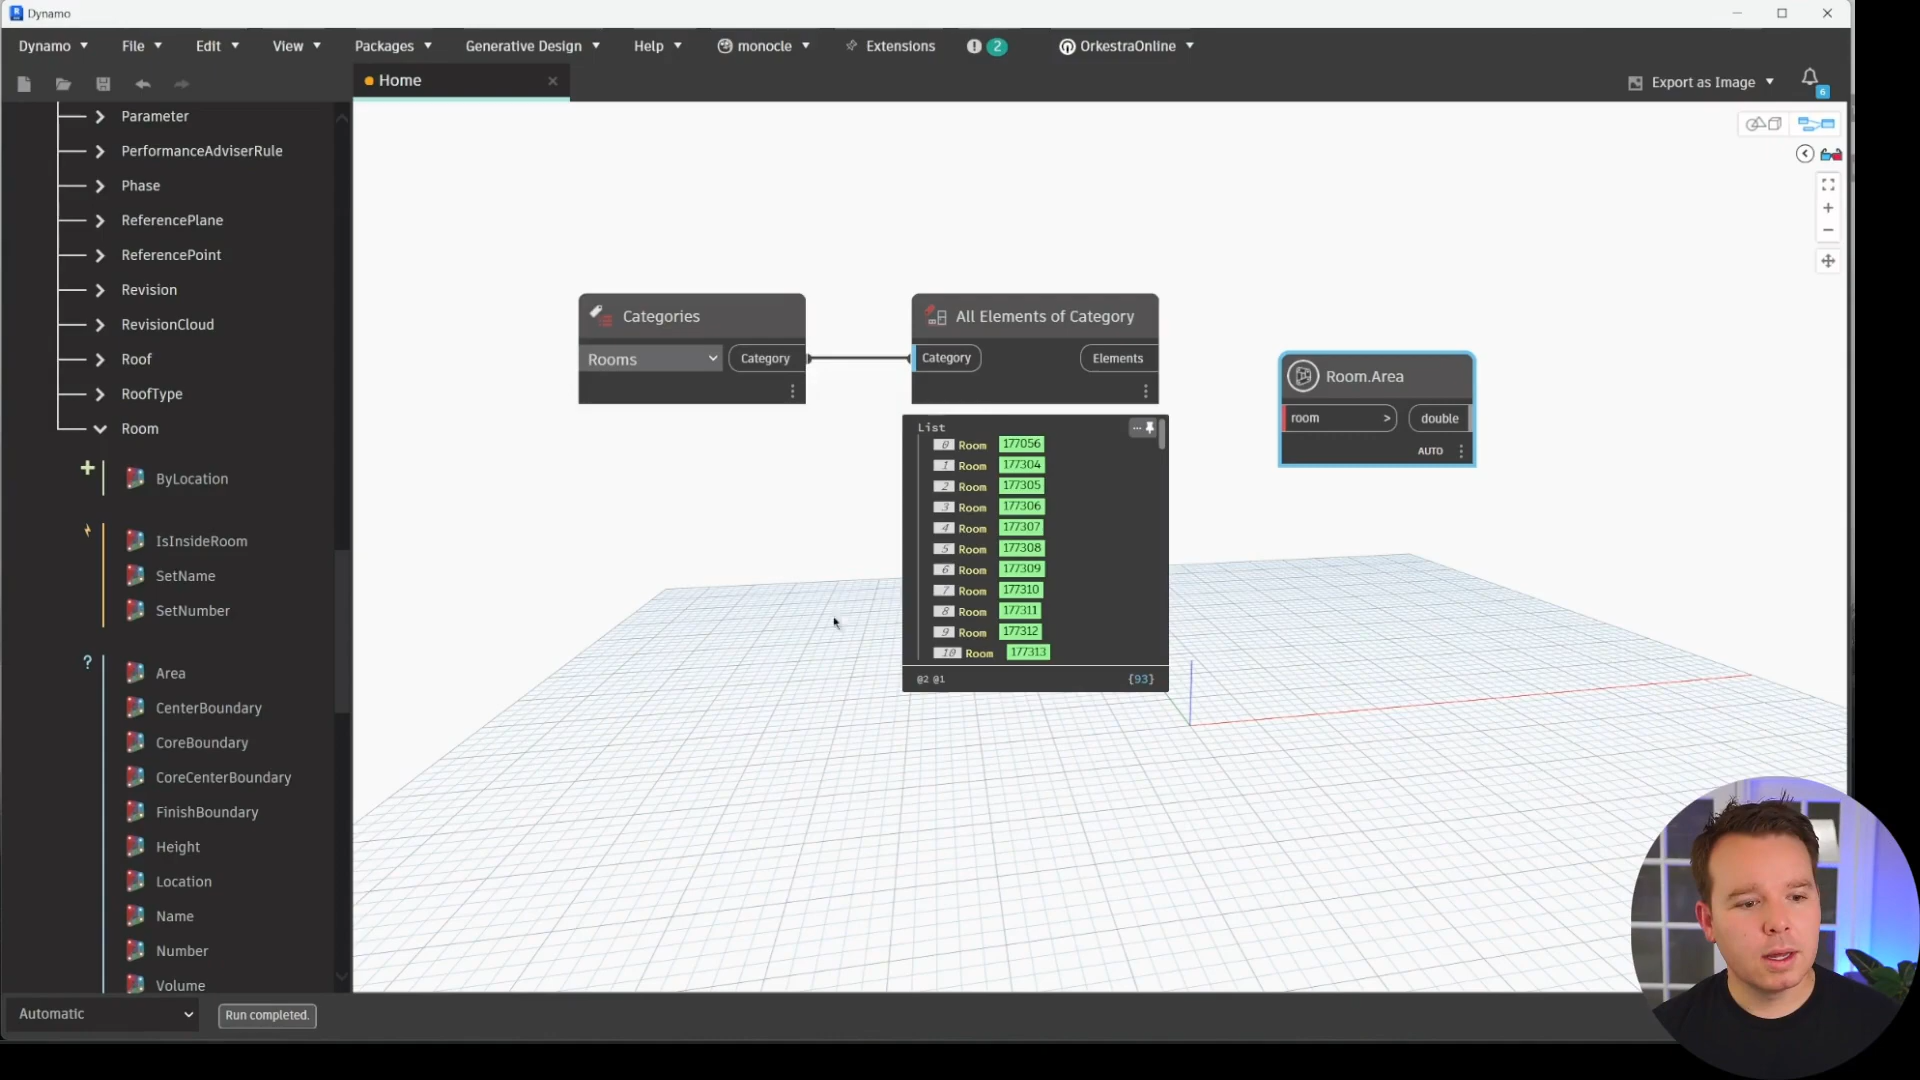 Dynamo
Dynamo File Edit View Packages Generative Design Help monocle Extensions 2 OrkestraOnline
Home
Export as Image
6
Parameter
PerformanceAdviserRule
Phase
ReferencePlane
ReferencePoint
Revision
RevisionCloud
Roof
RoofType
Room
ByLocation
IsInsideRoom
SetName
SetNumber
?
Area
CenterBoundary
CoreBoundary
CoreCenterBoundary
FinishBoundary
Height
Location
Name
Number
Volume
Categories
Rooms Category
All Elements of Category
Category Elements
List
0 Room 177056
1 Room 177304
2 Room 177305
3 Room 177306
4 Room 177307
5 Room 177308
6 Room 177309
7 Room 177310
8 Room 177311
9 Room 177312
10 Room 177313
@2 @1 {93}
Room.Area
room > double
AUTO
Automatic
Run completed.